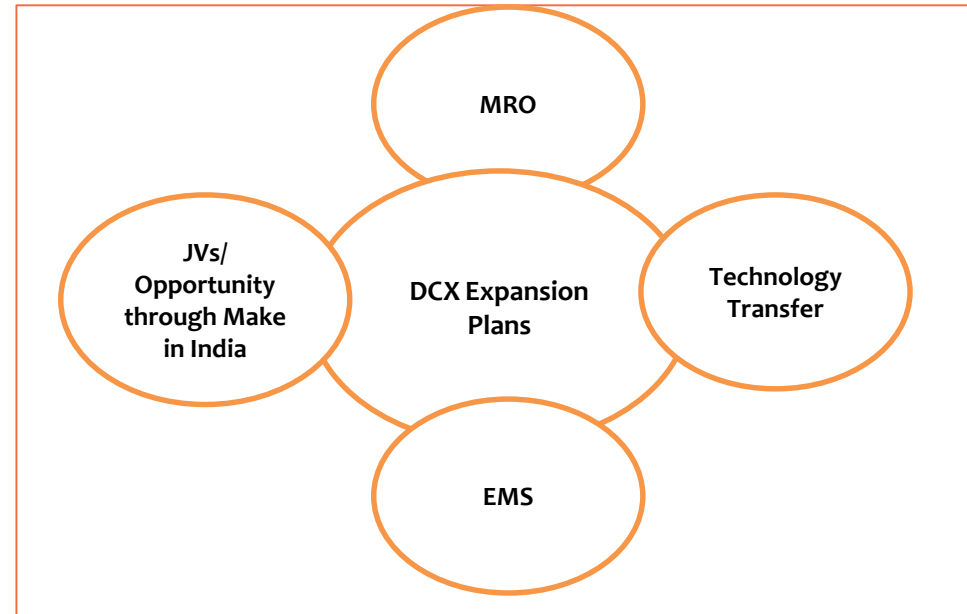 MRO
JVs/
Opportunity
through Make
in India
DCX Expansion
Plans
Technology
Transfer
EMS